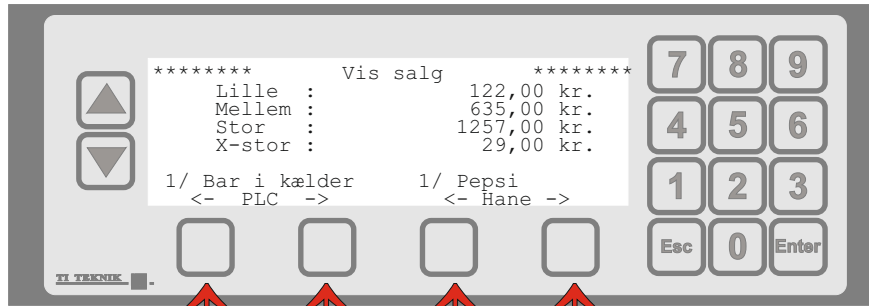 ******** Vis salg ********
Lille : 122,00 kr.
Mellem : 635,00 kr.
Stor : 1257,00 kr.
X-stor : 29,00 kr.
1/ Bar i kælder 1/ Pepsi
<- PLC -> <- Hane ->
7 8 9
4 5 6
1 2 3
Esc 0 Enter
TI TEKNIK